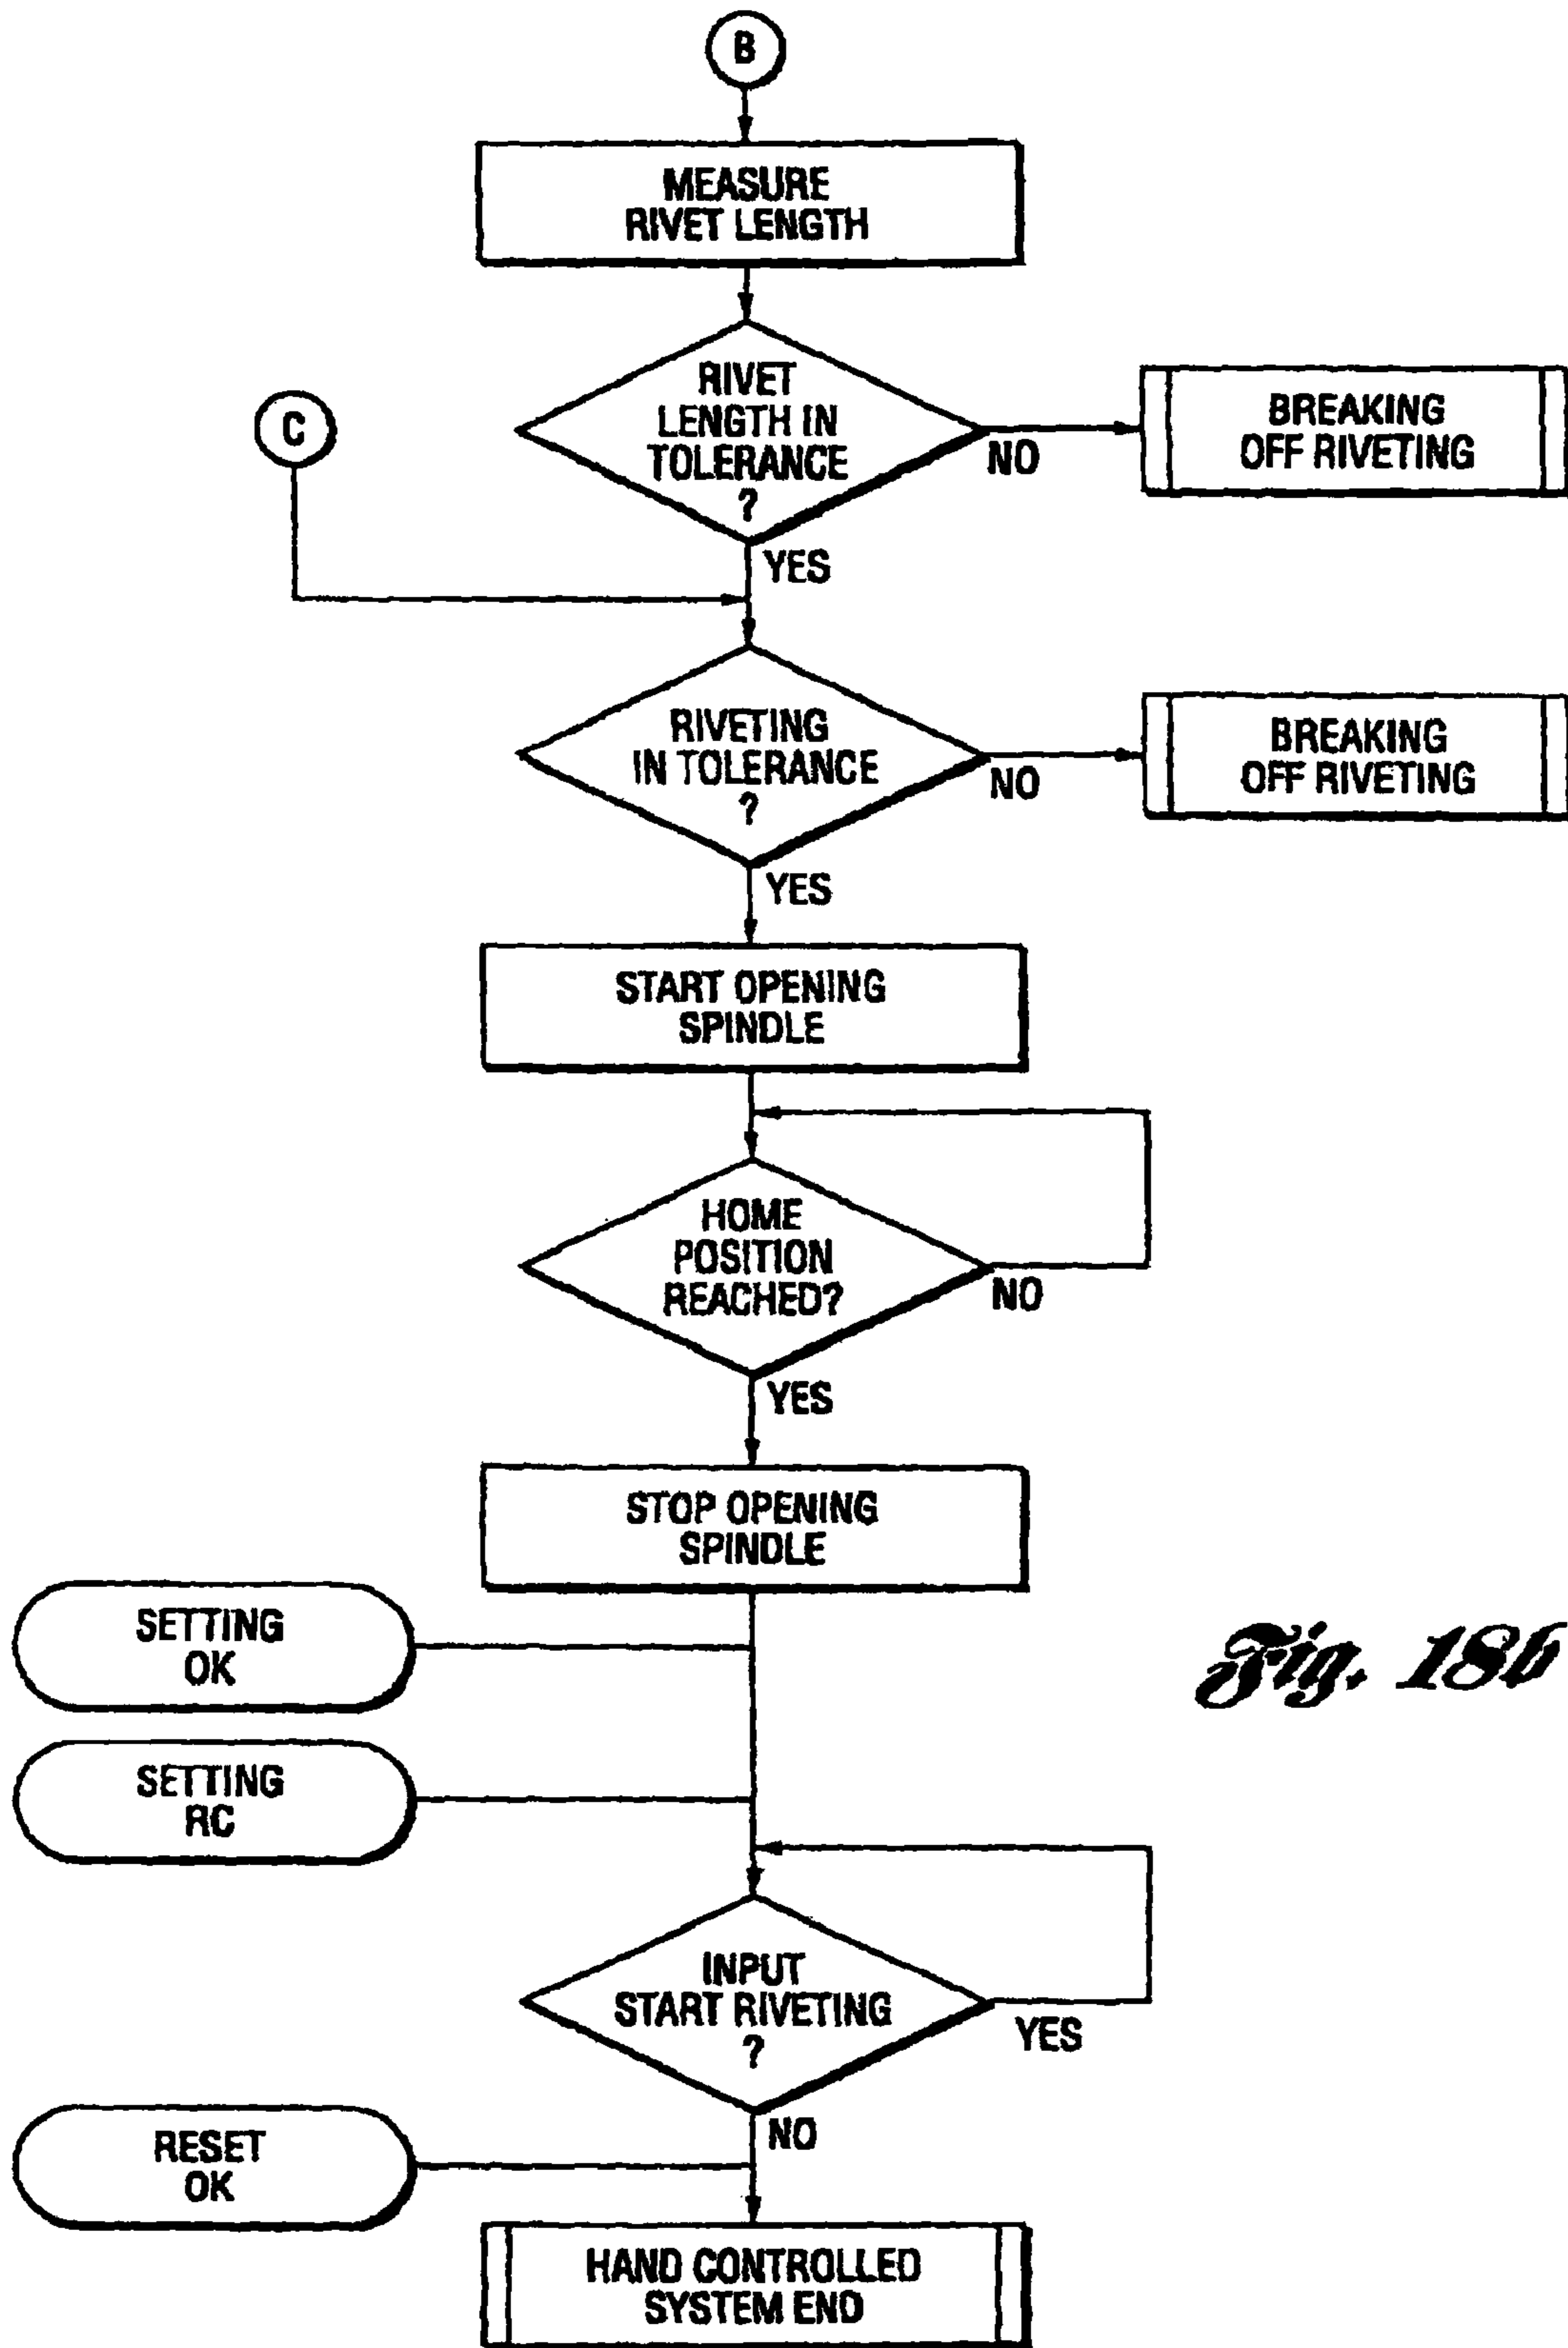 B
MEASURE
RIVET LENGTH
RIVET
LENGTH IN
TOLERANCE
?
NO
BREAKING
OFF RIVETING
C
YES
RIVETING
IN TOLERANCE
?
NO
BREAKING
OFF RIVETING
YES
START OPENING
SPINDLE
HOME
POSITION
REACHED?
NO
YES
STOP OPENING
SPINDLE
SETTING
OK
Fig. 18b
SETTING
RC
INPUT
START RIVETING
?
YES
NO
RESET
OK
HAND CONTROLLED
SYSTEM END